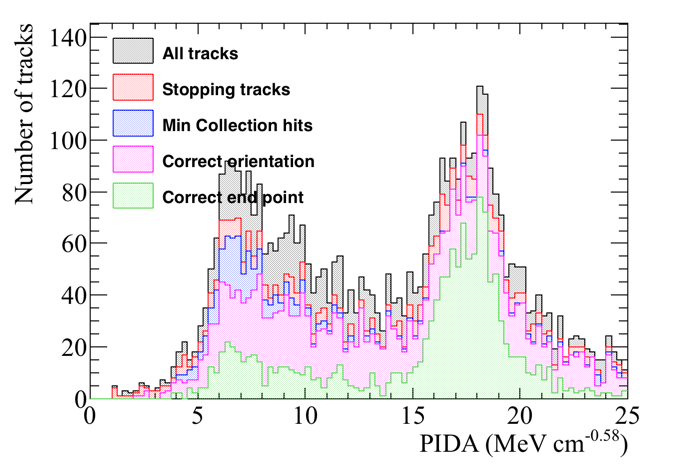 Number of tracks
140
120
100
80
60
40
20
0
All tracks
Stopping tracks
Min Collection hits
Correct orientation
Correct end point
0 5 10 15 20 25
PIDA (MeV cm-0.58)